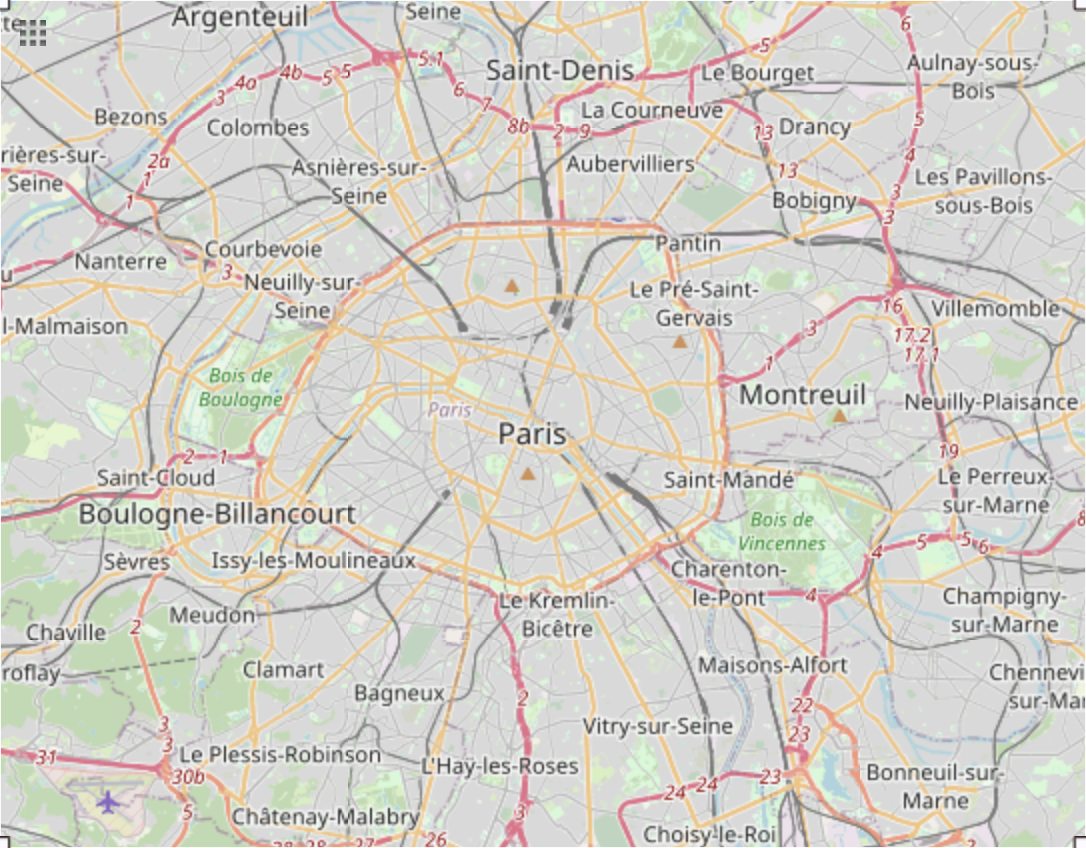 Argenteuil
Seine
5.1
5
6
4b
5
5
4a
3
6
7
Saint-Denis
Le Bourget
Aulnay-sous-
Bois
Bezons
Colombes
8b
2
9
La Courneuve
13
Drancy
5
rières-sur-
Seine
2a
1
1
Asnières-sur-
Seine
Aubervilliers
13
4
3
3
Les Pavillons-
sous-Bois
Bobigny
Nanterre
Courbevoie
3
Neuilly-sur-
Seine
Pantin
u
l-Malmaison
Le Pré-Saint-
Gervais
16
3
1
17.2
17.1
Villemomble
Bois de
Boulogne
Paris
Paris
Montreuil
Neuilly-Plaisance
2
1
Saint-Cloud
Saint-Mandé
19
Le Perreux-
sur-Marne
Boulogne-Billancourt
Bois de
Vincennes
Sèvres
Issy-les-Moulineaux
4
5
5
6
8
Charenton-
le-Pont
4
Meudon
Le Kremlin-
Bicêtre
Champigny-
sur-Marne
Chaville
2
roflay
Clamart
Bagneux
2
Maisons-Alfort
Chennevi
sur-Mar
22
23
3
3
Vitry-sur-Seine
31
30b
Le Plessis-Robinson
L'Hay-les-Roses
24
24
23
Bonneuil-sur-
Marne
5
Châtenay-Malabry
3
Choisy-le-Roi
28
28
27
26
2